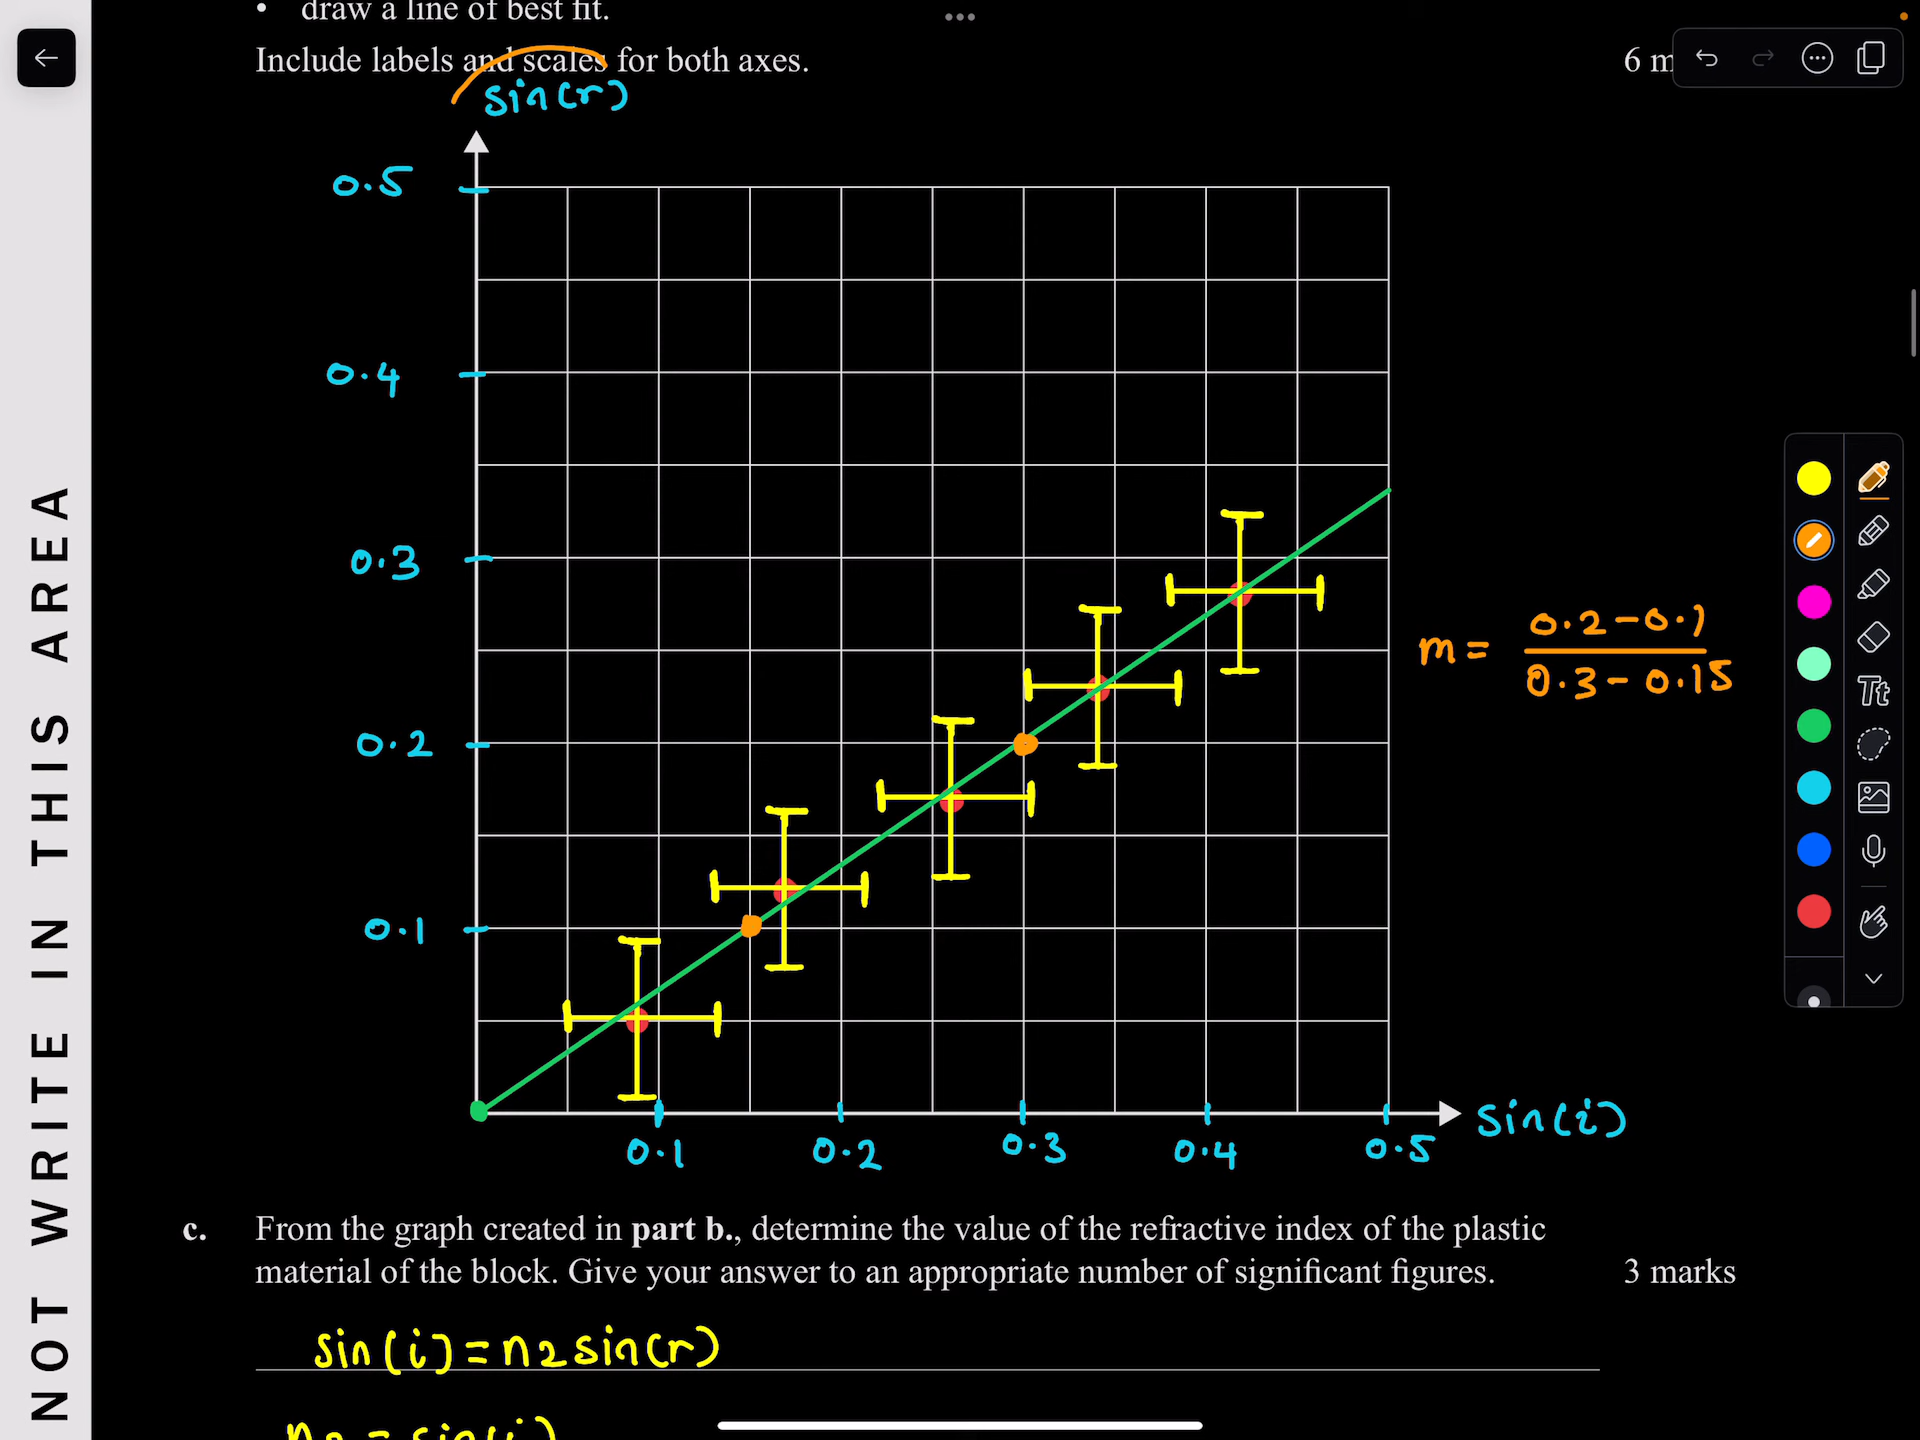 • draw a line of best fit.
Include labels and scales for both axes.
6 m
sin(r)
0.5
0.4
0.3
0.2
0.1
m = 0.2 - 0.1
0.3 - 0.15
Tt
0.1 0.2 0.3 0.4 0.5
sin(i)
c. From the graph created in part b., determine the value of the refractive index of the plastic
material of the block. Give your answer to an appropriate number of significant figures.
3 marks
sin(i) = n2 sin(r)
n2 = sin(i)
NOT WRITE IN THIS AREA